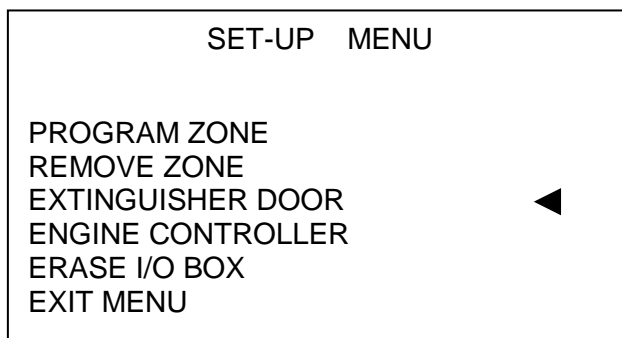 SET-UP MENU
PROGRAM ZONE
REMOVE ZONE
EXTINGUISHER DOOR
ENGINE CONTROLLER
ERASE I/O BOX
EXIT MENU